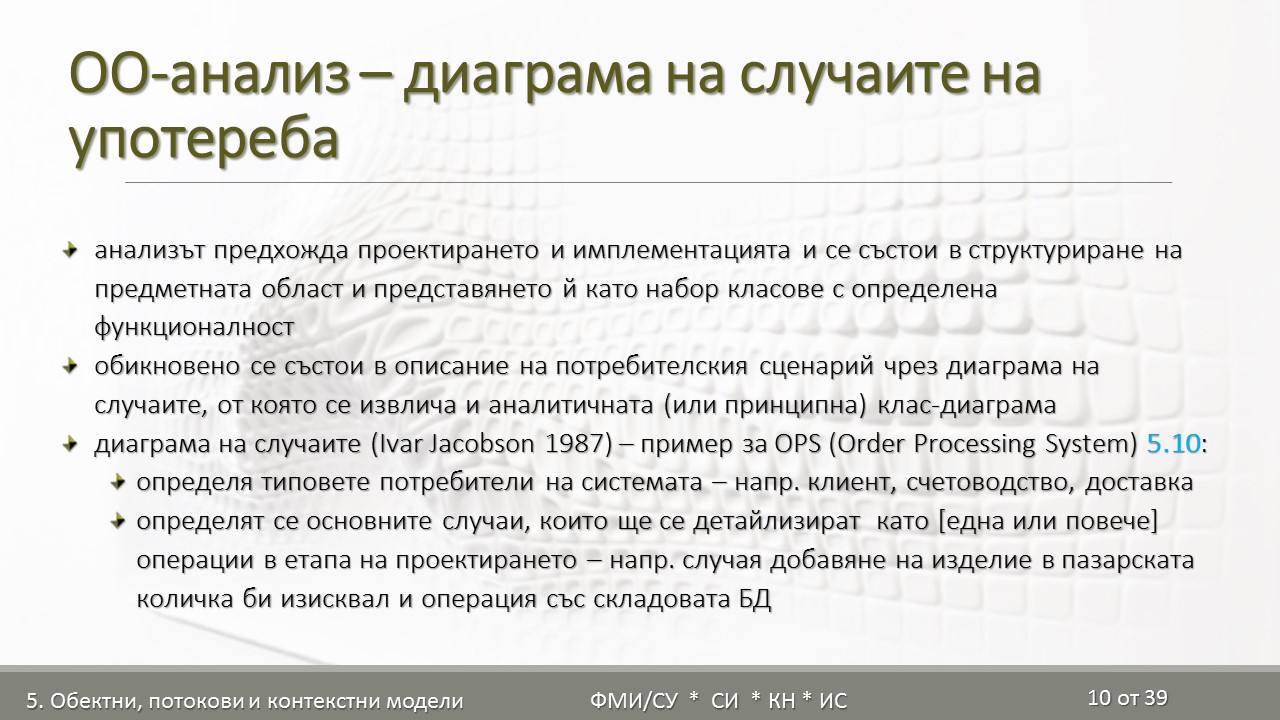 ОО-анализ – диаграма на случаите на
употереба
анализът предхожда проектирането и имплементацията и се състои в структуриране на
предметната област и представянето й като набор класове с определена
функционалност
обикновено се състои в описание на потребителския сценарий чрез диаграма на
случаите, от която се извлича и аналитичната (или принципна) клас-диаграма
диаграма на случаите (Ivar Jacobson 1987) – пример за OPS (Order Processing System) 5.10:
определя типовете потребители на системата – напр. клиент, счетоводство, доставка
определят се основните случаи, които ще се детайлизират като [една или повече]
операции в етапа на проектирането – напр. случая добавяне на изделие в пазарската
количка би изисквал и операция със складовата БД
5. Обектни, потокови и контекстни модели
ФМИ/СУ * СИ * КН * ИС
10 от 39